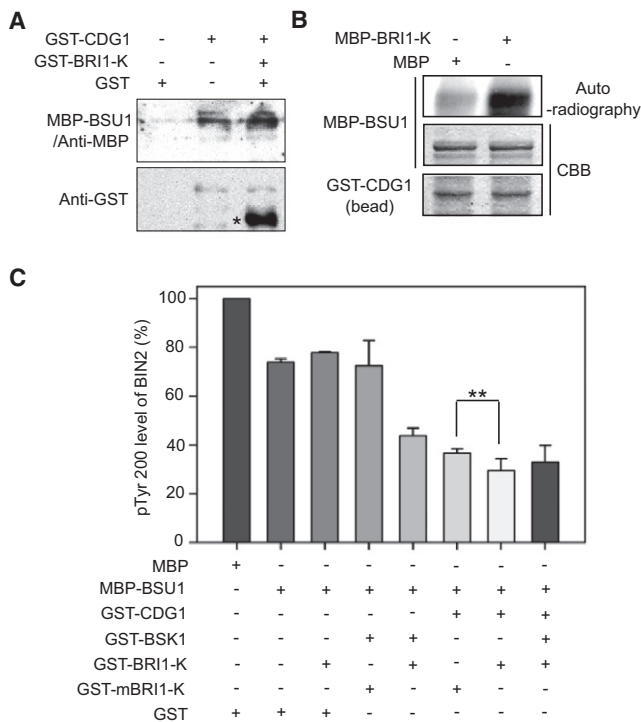 A
GST-CDG1 - + +
GST-BRI1-K - - +
GST + - +
MBP-BSU1
/Anti-MBP
Anti-GST
*
B
MBP-BRI1-K - +
MBP + -
MBP-BSU1
Auto
-radiography
GST-CDG1
(bead)
CBB
C
pTyr 200 level of BIN2 (%)
100
80
60
40
20
0
**
MBP + - - - - - - -
MBP-BSU1 - + + + + + + +
GST-CDG1 - - - - - + + +
GST-BSK1 - - - + + - - +
GST-BRI1-K - - + - + - + +
GST-mBRI1-K - - - + - + - -
GST + + + - - - - -